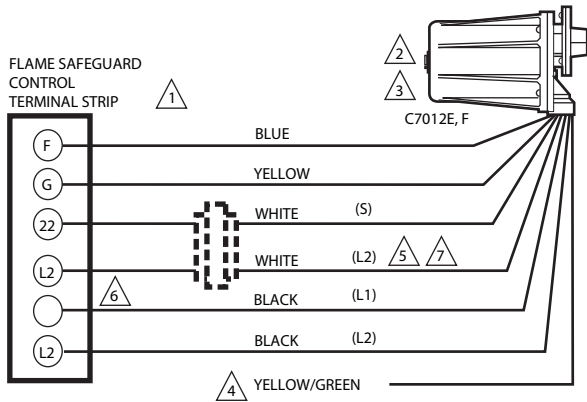 FLAME SAFEGUARD
CONTROL
TERMINAL STRIP
1
2
3
C7012E, F
F
BLUE
G
YELLOW
22
WHITE (S)
L2
WHITE (L2) 5 7
6
BLACK (L1)
L2
BLACK (L2)
4 YELLOW/GREEN